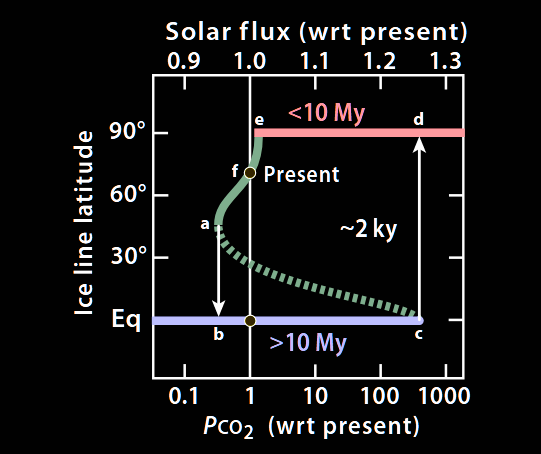 Solar flux (wrt present)
0.9 1.0 1.1 1.2 1.3
e <10 My d
90°
f Present
60°
a
~2 ky
30°
Ice line latitude
Eq
b >10 My c
0.1 1 10 100 1000
PCO₂ (wrt present)